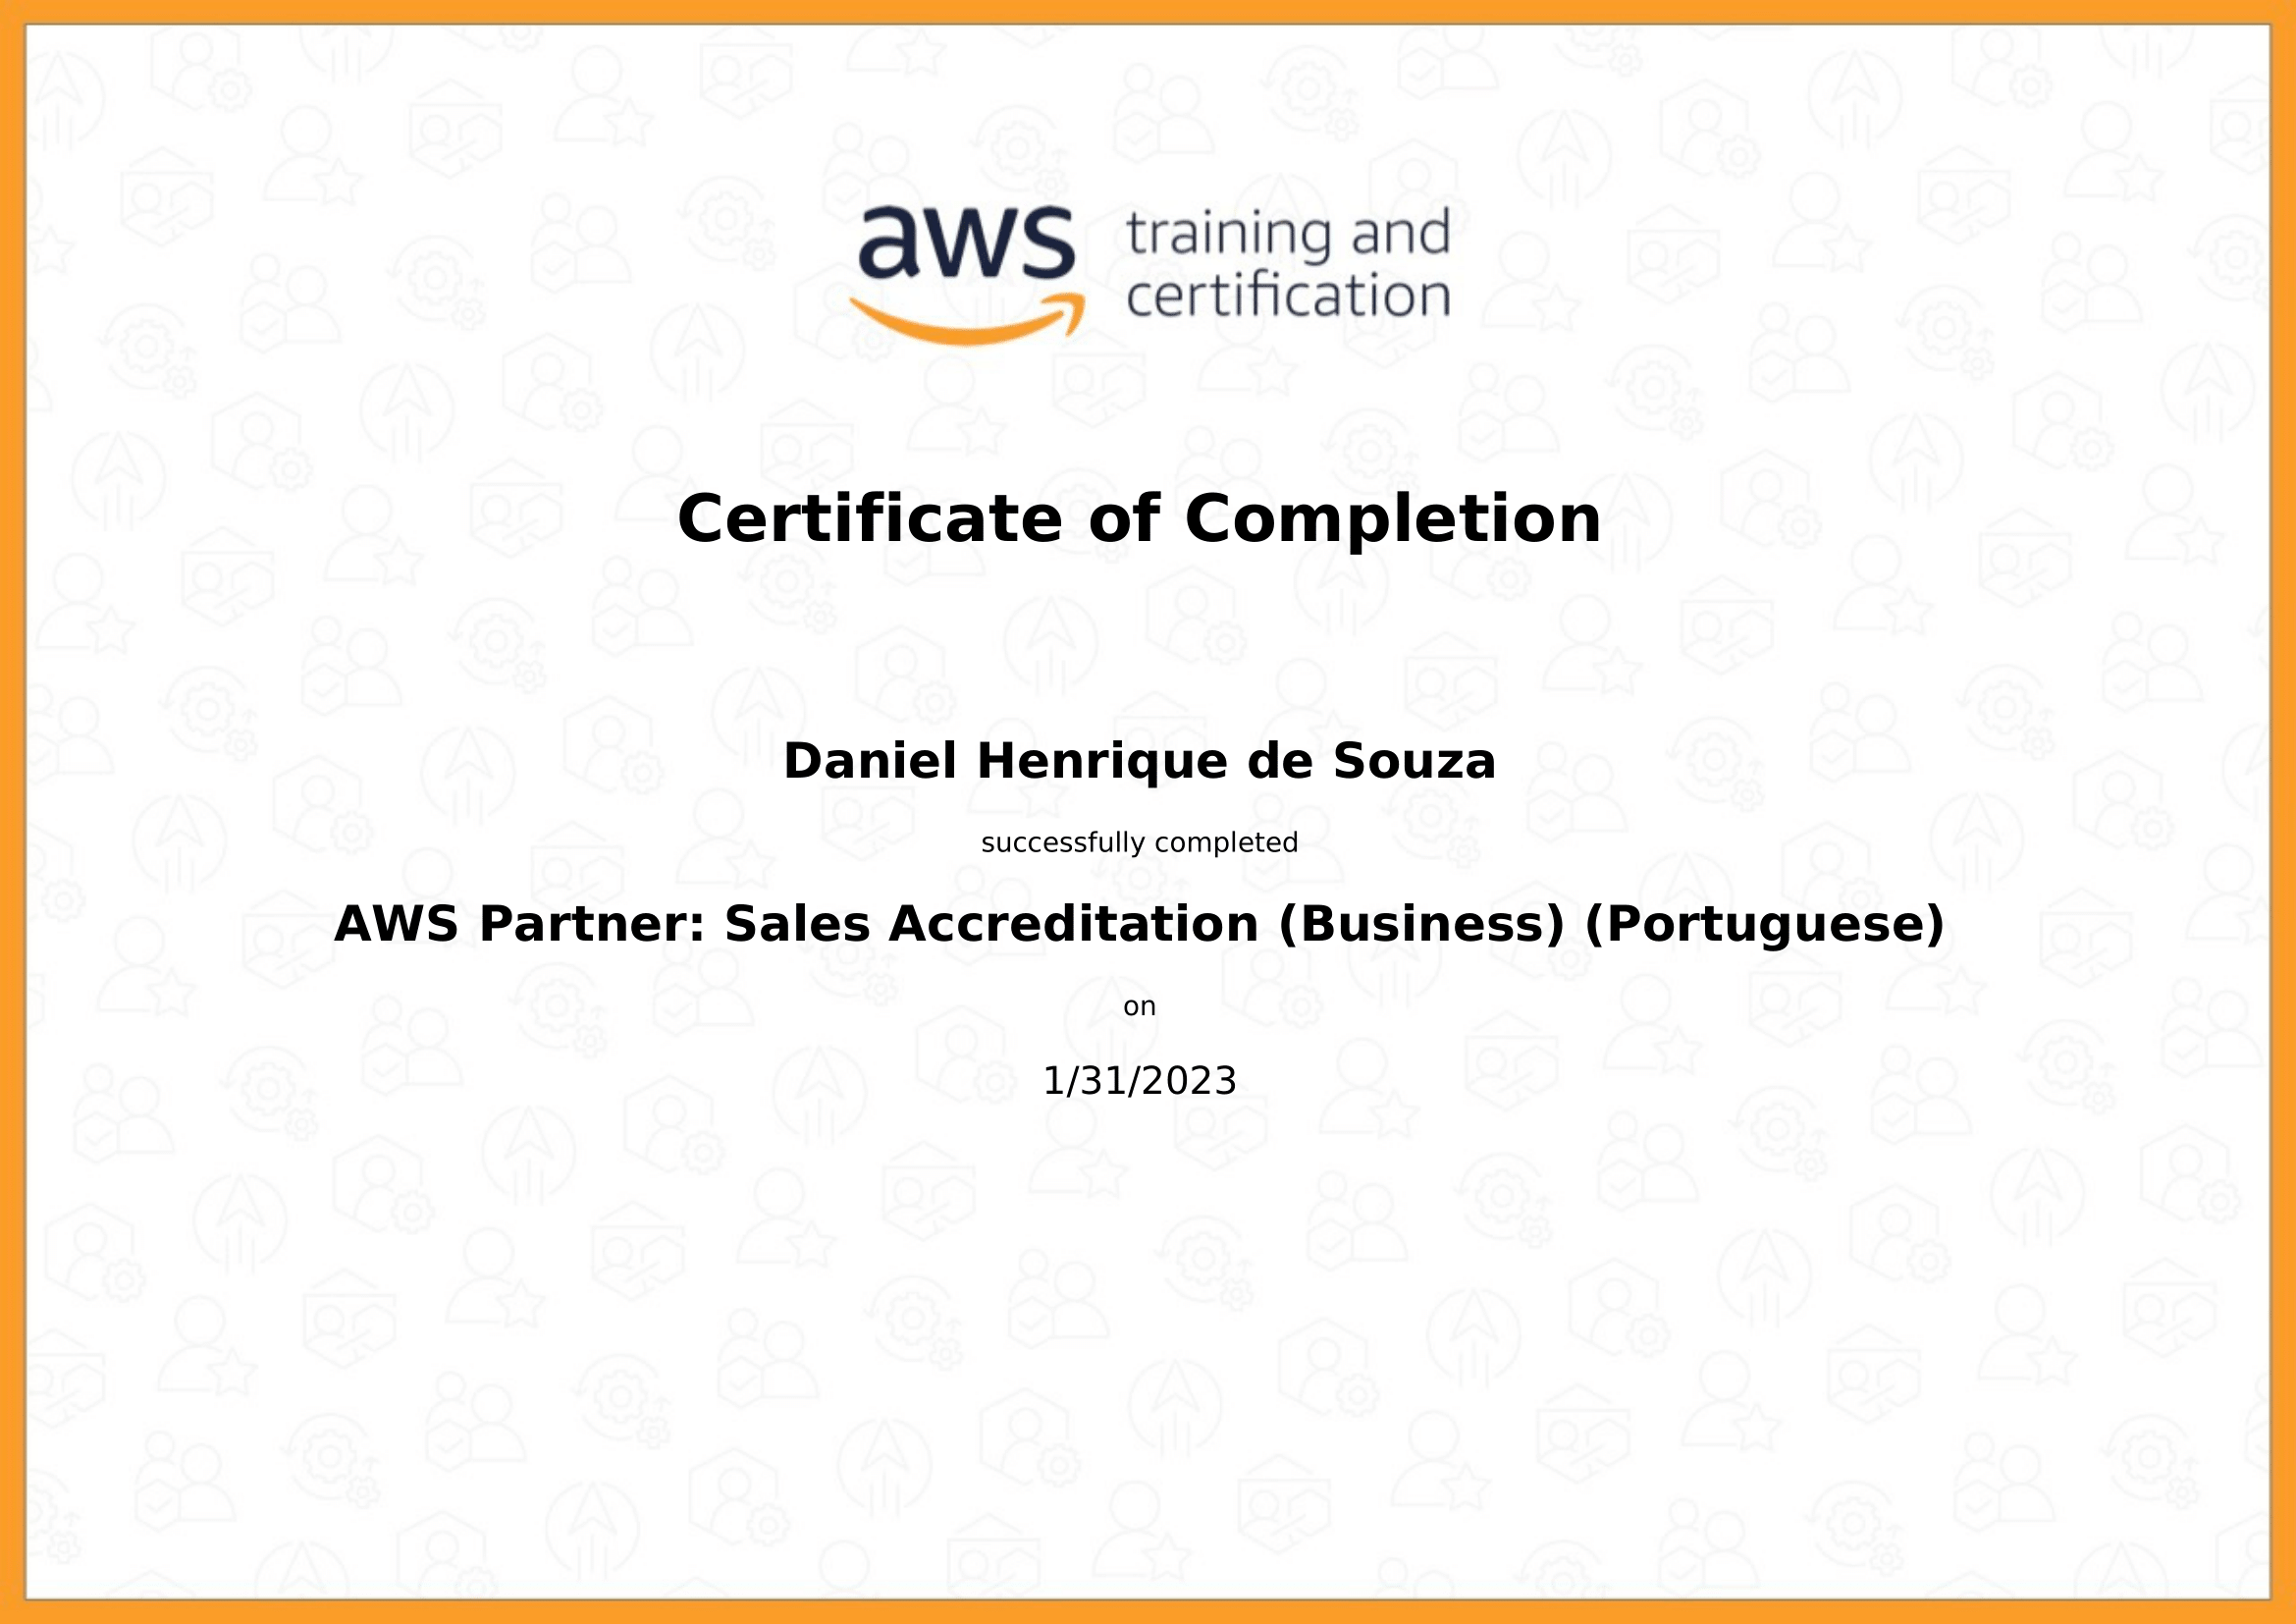 aws training and
certification
Certificate of Completion
Daniel Henrique de Souza
successfully completed
AWS Partner: Sales Accreditation (Business) (Portuguese)
on
1/31/2023